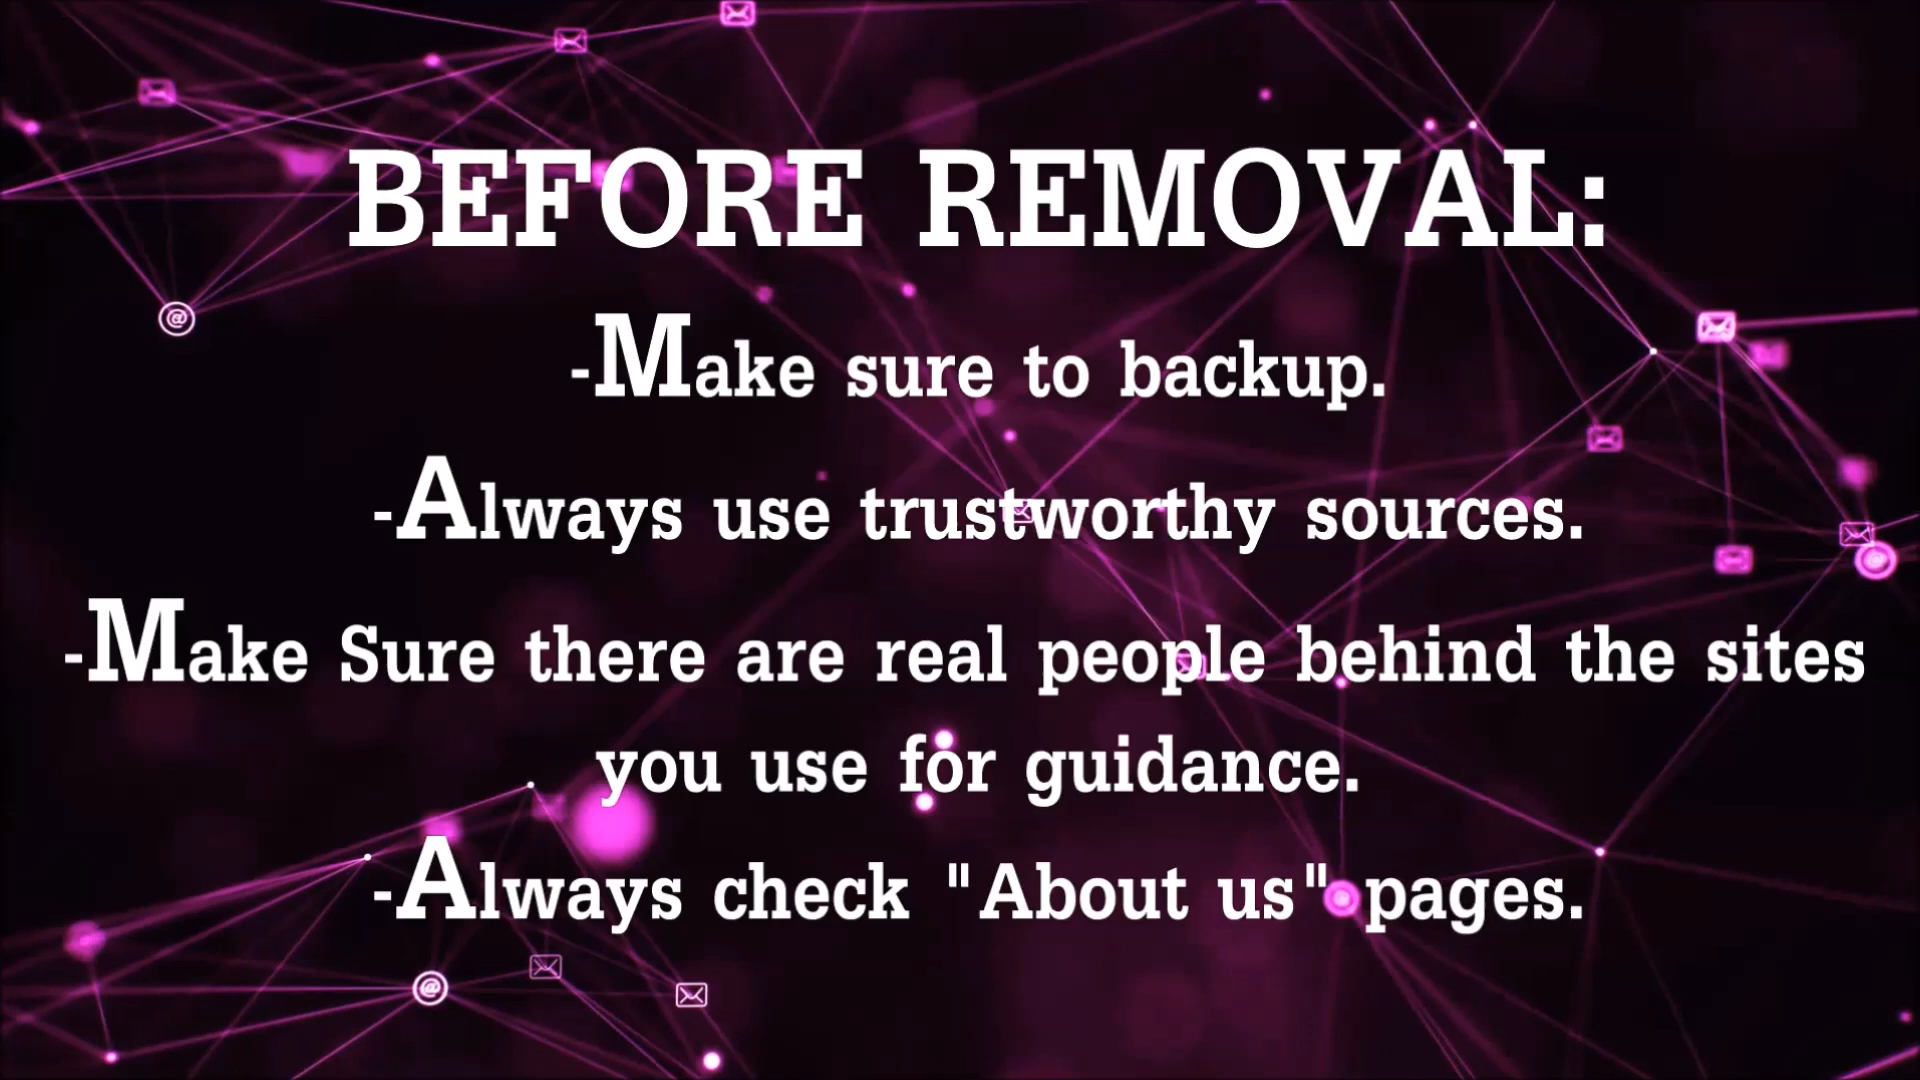 BEFORE REMOVAL:
-Make sure to backup.
-Always use trustworthy sources.
-Make Sure there are real people behind the sites
you use for guidance.
-Always check "About us" pages.